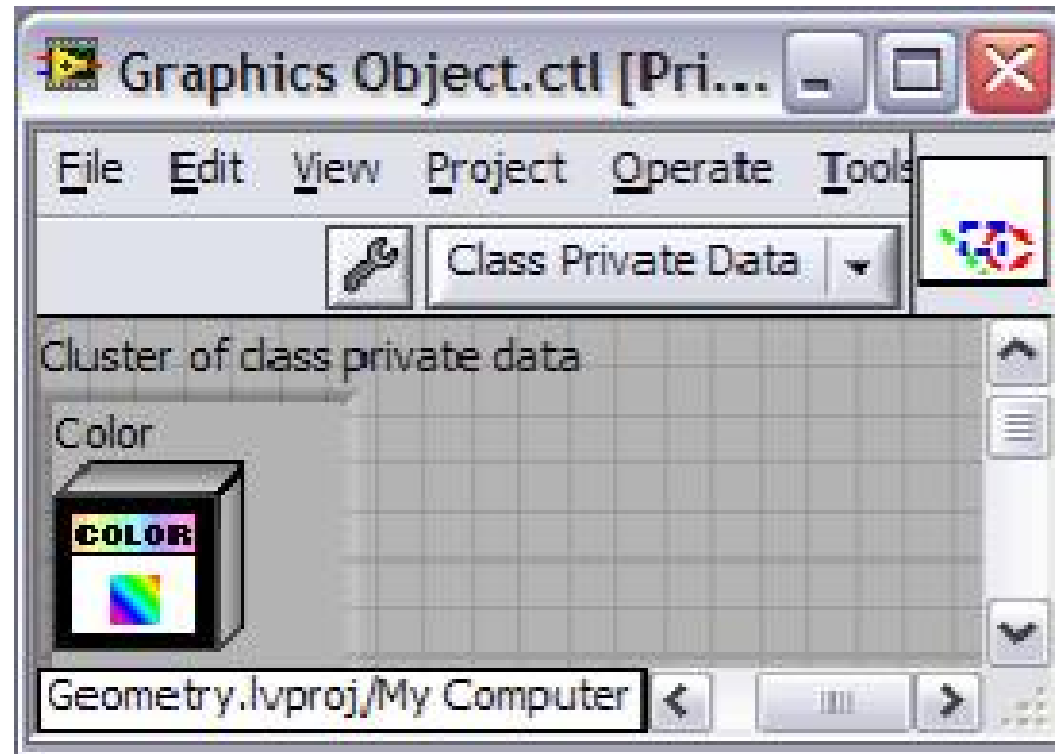 Graphics Object.ctl [Pri...
File Edit View Project Operate Tools
Class Private Data
Cluster of class private data
Color
COLOR
Geometry.lvproj/My Computer